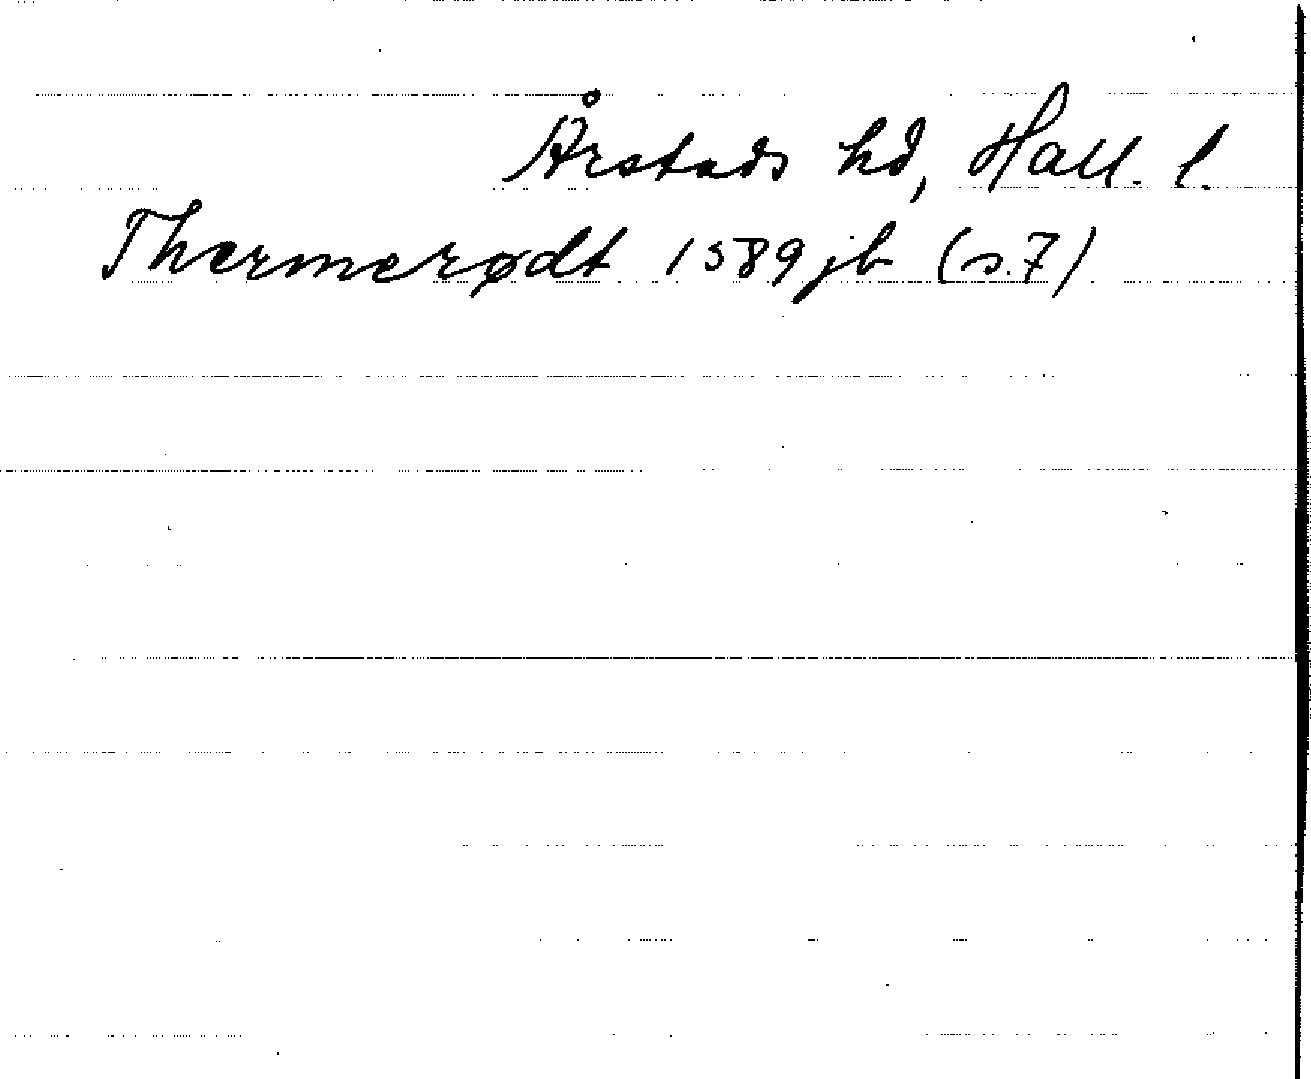 Årstads hd, Hall. l.
Thermerødt 1589 jb (s. 7)